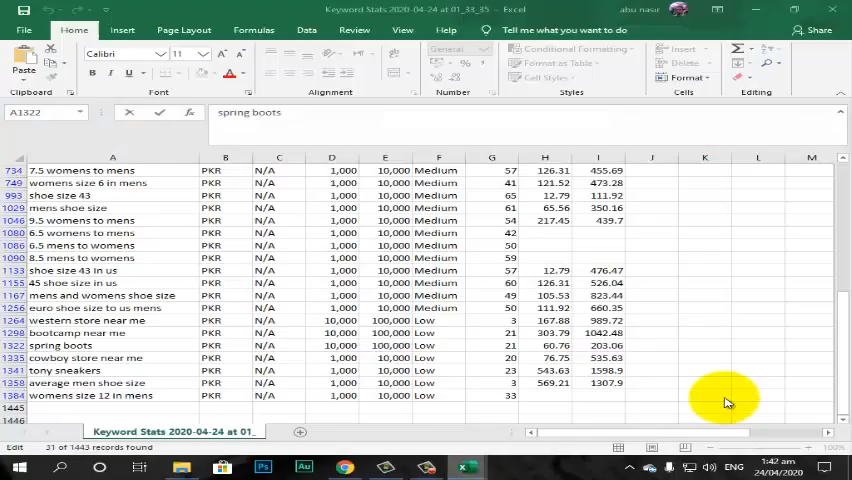 Keyword Stats 2020-04-24 at 01_33_35 - Excel abu nasir
File Home Insert Page Layout Formulas Data Review View Help Tell me what you want to do Share
Paste Calibri 11 General Conditional Formatting Insert
Format as Table Delete
Cell Styles Format
Clipboard Font Alignment Number Styles Cells Editing
A1322 spring boots
A B C D E F G H I J K L M
734 7.5 womens to mens PKR N/A 1,000 10,000 Medium 57 126.31 455.69
749 womens size 6 in mens PKR N/A 1,000 10,000 Medium 41 121.52 473.28
993 shoe size 43 PKR N/A 1,000 10,000 Medium 65 12.79 111.92
1029 mens shoe size PKR N/A 1,000 10,000 Medium 61 65.56 350.16
1046 9.5 womens to mens PKR N/A 1,000 10,000 Medium 54 217.45 439.7
1080 6.5 womens to mens PKR N/A 1,000 10,000 Medium 42
1086 6.5 mens to womens PKR N/A 1,000 10,000 Medium 50
1090 8.5 womens to mens PKR N/A 1,000 10,000 Medium 59
1133 shoe size 43 in us PKR N/A 1,000 10,000 Medium 57 12.79 476.47
1155 45 shoe size in us PKR N/A 1,000 10,000 Medium 60 126.31 526.04
1167 mens and womens shoe size PKR N/A 1,000 10,000 Medium 49 105.53 823.44
1256 euro shoe size to us mens PKR N/A 1,000 10,000 Medium 50 111.92 660.35
1264 western store near me PKR N/A 10,000 100,000 Low 3 167.88 989.72
1298 bootcamp near me PKR N/A 10,000 100,000 Low 21 303.79 1042.48
1322 spring boots PKR N/A 10,000 100,000 Low 21 60.76 203.06
1335 cowboy store near me PKR N/A 1,000 10,000 Low 20 76.75 535.63
1341 tony sneakers PKR N/A 1,000 10,000 Low 23 543.63 1598.9
1358 average men shoe size PKR N/A 1,000 10,000 Low 3 569.21 1307.9
1384 womens size 12 in mens PKR N/A 1,000 10,000 Low 33
1445
1446
Keyword Stats 2020-04-24 at 01_
Edit 31 of 1443 records found 100%
ENG 1:42 am
24/04/2020